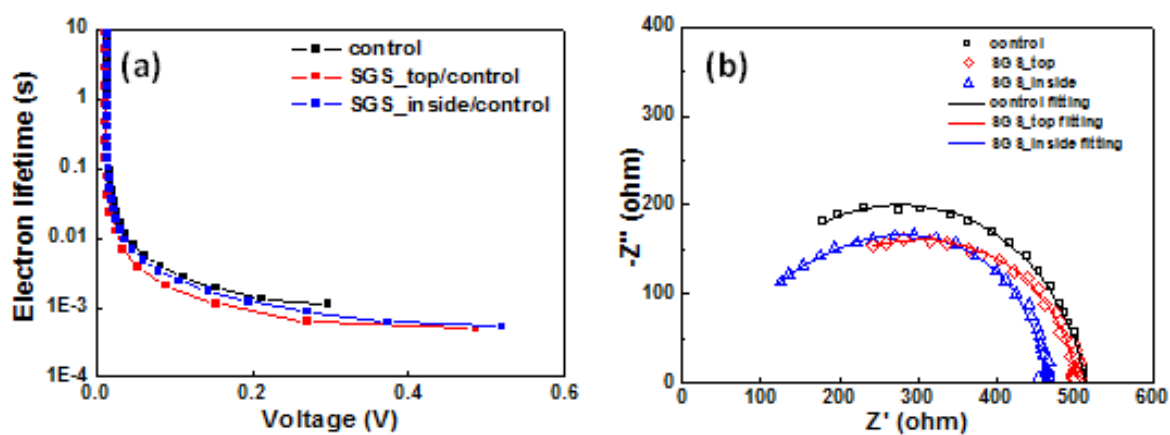 (a)
control
SGS_top/control
SGS_inside/control
Electron lifetime (s)
10
1
0.1
0.01
1E-3
1E-4
0.0
0.2
0.4
0.6
Voltage (V)
(b)
control
SGS_top
SGS_inside
control fitting
SGS_top fitting
SGS_inside fitting
-Z" (ohm)
400
300
200
100
0
0
100
200
300
400
500
600
Z' (ohm)